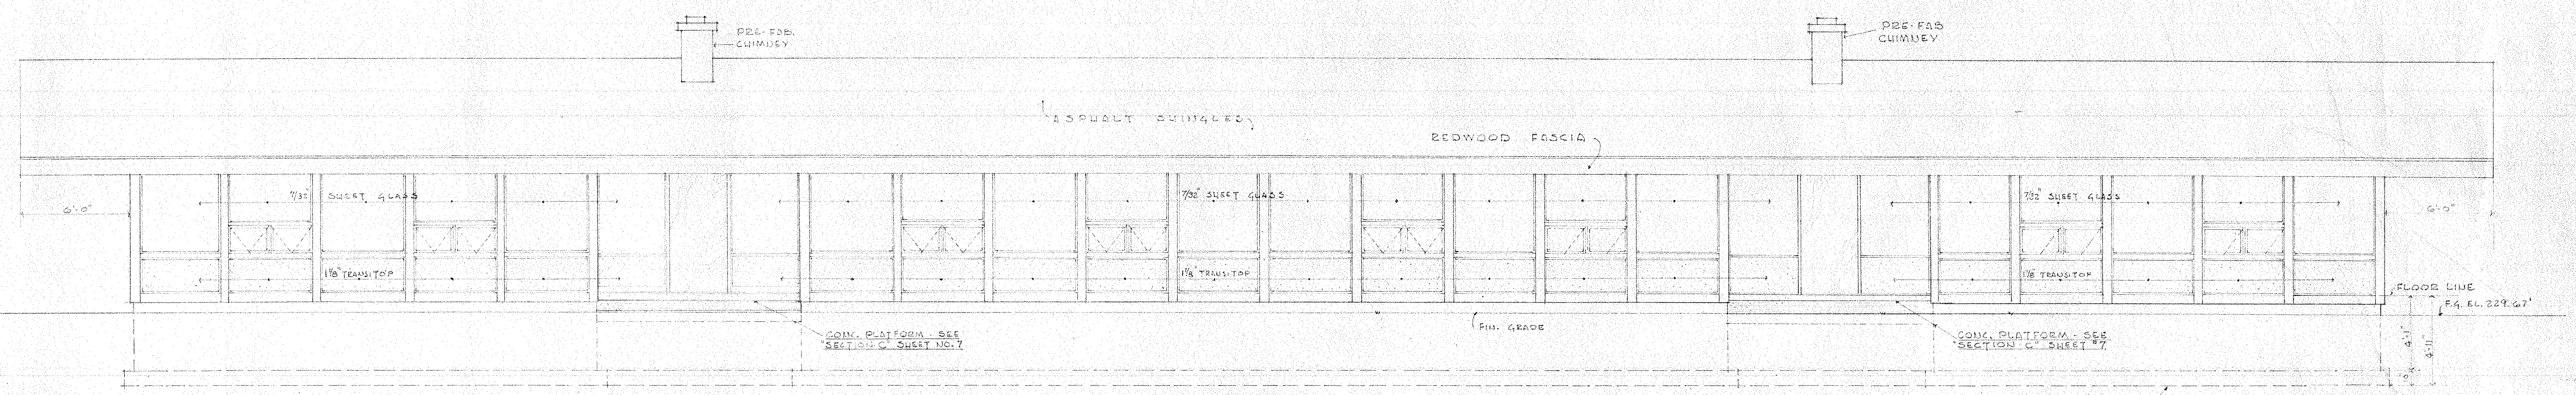 PRE-FAB.
CHIMNEY
PRE-FAB
CHIMNEY
ASPHALT SHINGLES
REDWOOD FASCIA
6'-0"
7/32" SHEET GLASS
7/32" SHEET GLASS
7/32" SHEET GLASS
6'-0"
1 1/8" TRANSITOP
1 1/8" TRANSITOP
1 1/8" TRANSITOP
FLOOR LINE
F.G. EL. 229.67'
FIN. GRADE
CONC. PLATFORM - SEE
"SECTION-C" SHEET NO. 7
CONC. PLATFORM - SEE
"SECTION-C" SHEET #7
4'-11"